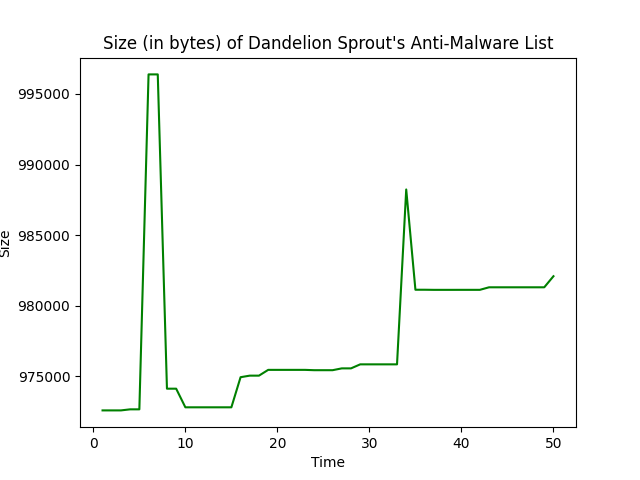 Size (in bytes) of Dandelion Sprout's Anti-Malware List
995000
990000
985000
980000
975000
Size
0 10 20 30 40 50
Time